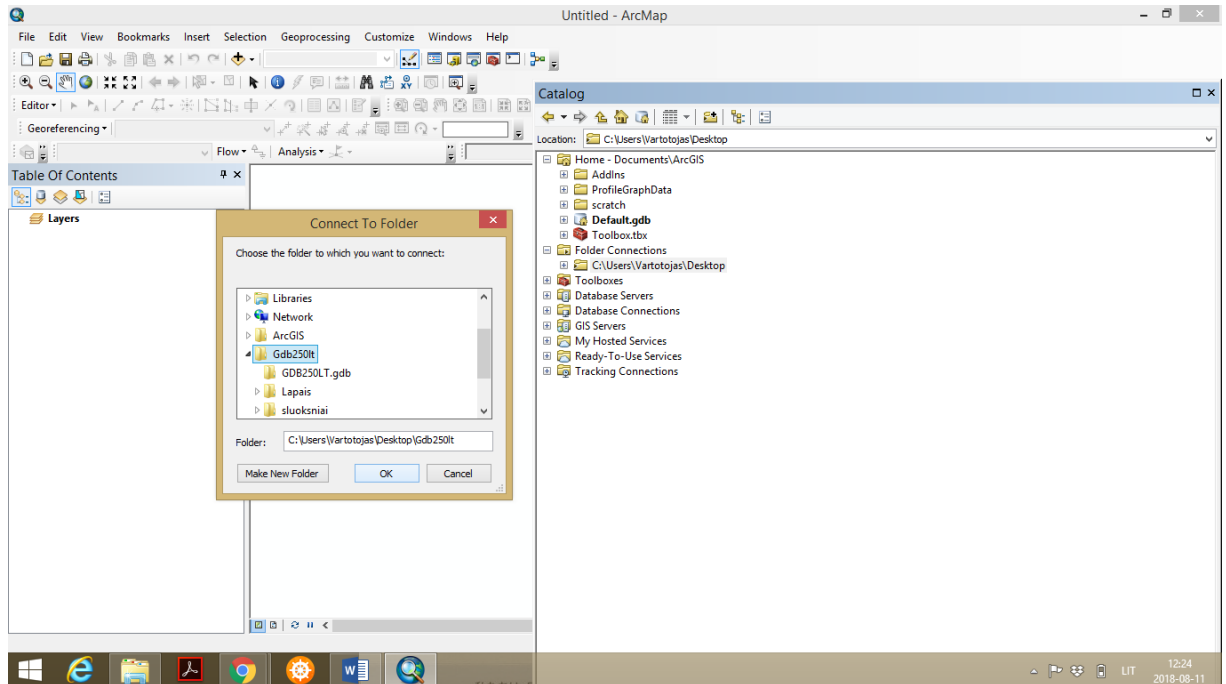 Untitled - ArcMap
File Edit View Bookmarks Insert Selection Geoprocessing Customize Windows Help
Editor
Georeferencing
Flow Analysis
Table Of Contents
Layers
Connect To Folder
Choose the folder to which you want to connect:
Libraries
Network
ArcGIS
Gdb250lt
GDB250LT.gdb
Lapais
sluoksniai
Folder: C:\Users\Vartotojas\Desktop\Gdb250lt
Make New Folder OK Cancel
Catalog
Location: C:\Users\Vartotojas\Desktop
Home - Documents\ArcGIS
AddIns
ProfileGraphData
scratch
Default.gdb
Toolbox.tbx
Folder Connections
C:\Users\Vartotojas\Desktop
Toolboxes
Database Servers
Database Connections
GIS Servers
My Hosted Services
Ready-To-Use Services
Tracking Connections
LIT 12:24
2018-08-11